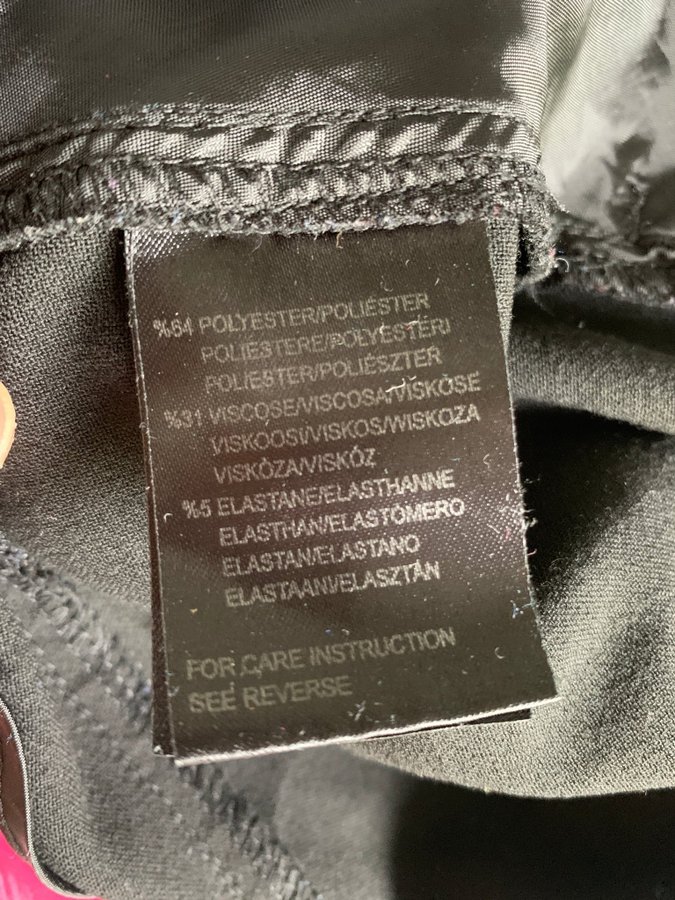 %64 POLYESTER/POLIÉSTER
POLIESTERE/POLYESTERI
POLIESTER/POLIÉSZTER
%31 VISCOSE/VISCOSA/VISKOSE
VISKOOSI/VISKOS/WISKOZA
VISKÓZA/VISKÓZ
%5 ELASTANE/ELASTHANNE
ELASTHAN/ELASTÓMERO
ELASTAN/ELASTANO
ELASTAANI/ELASZTÁN
FOR CARE INSTRUCTION
SEE REVERSE